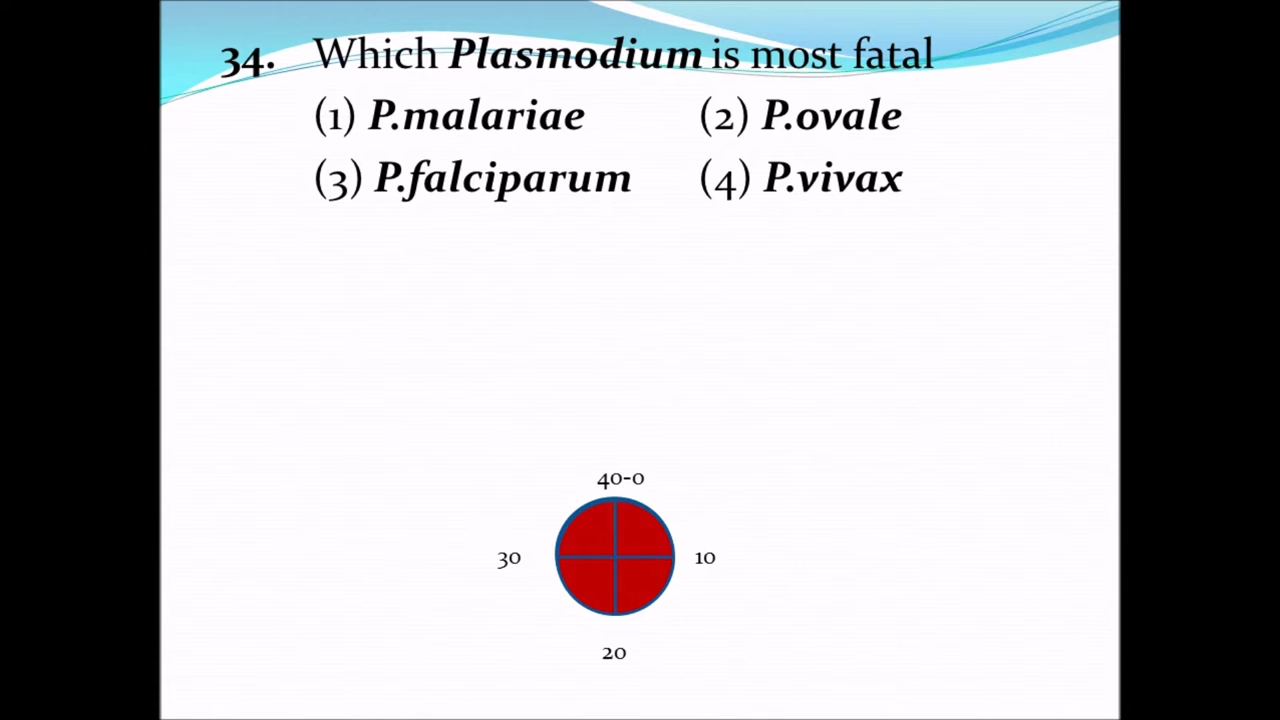 34. Which Plasmodium is most fatal
(1) P.malariae (2) P.ovale
(3) P.falciparum (4) P.vivax
40-0
30 10
20